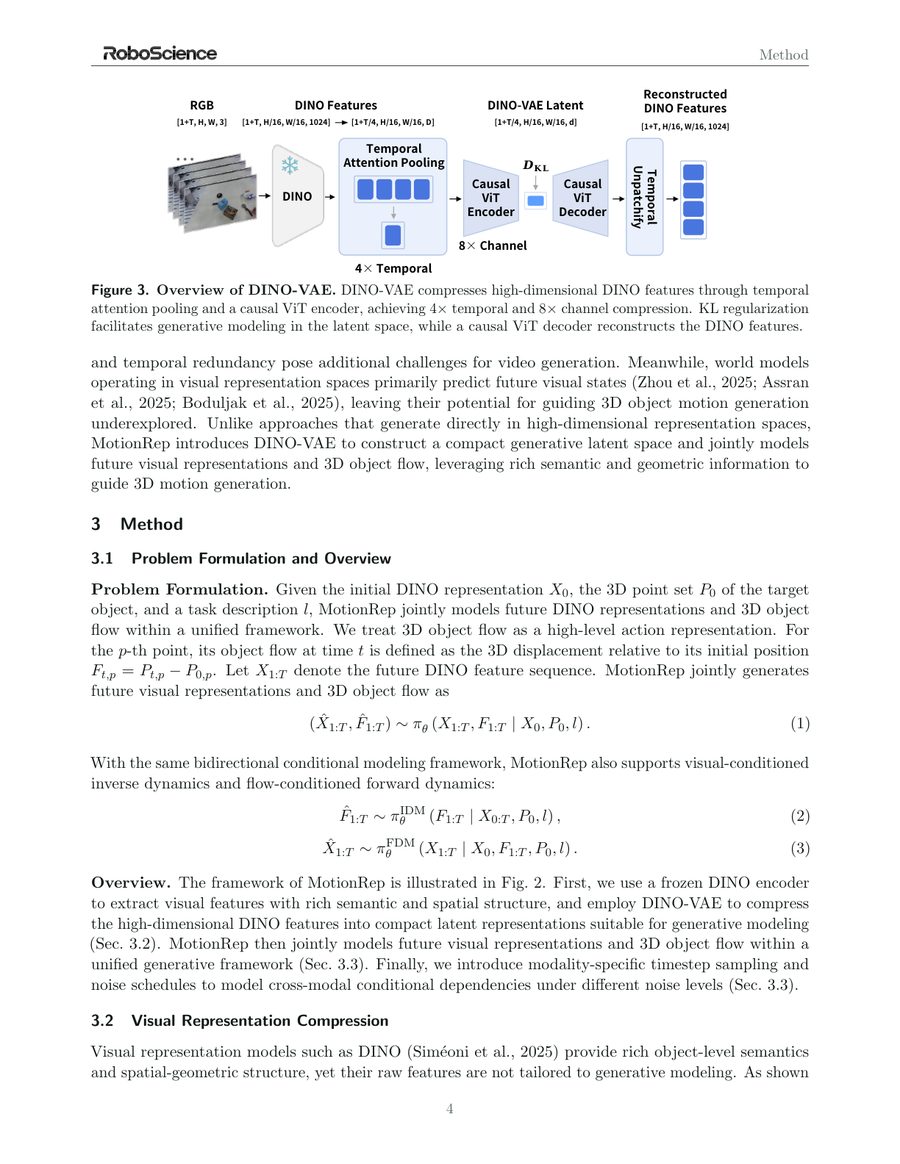 RoboScience
Method
RGB
[1+T, H, W, 3]
DINO Features
[1+T, H/16, W/16, 1024] → [1+T/4, H/16, W/16, D]
DINO-VAE Latent
[1+T/4, H/16, W/16, d]
Reconstructed
DINO Features
[1+T, H/16, W/16, 1024]
DINO
Temporal
Attention Pooling
4× Temporal
Causal
ViT
Encoder
8× Channel
D_KL
Causal
ViT
Decoder
Temporal
Unpatchify
Figure 3. Overview of DINO-VAE. DINO-VAE compresses high-dimensional DINO features through temporal
attention pooling and a causal ViT encoder, achieving 4× temporal and 8× channel compression. KL regularization
facilitates generative modeling in the latent space, while a causal ViT decoder reconstructs the DINO features.
and temporal redundancy pose additional challenges for video generation. Meanwhile, world models
operating in visual representation spaces primarily predict future visual states (Zhou et al., 2025; Assran
et al., 2025; Boduljak et al., 2025), leaving their potential for guiding 3D object motion generation
underexplored. Unlike approaches that generate directly in high-dimensional representation spaces,
MotionRep introduces DINO-VAE to construct a compact generative latent space and jointly models
future visual representations and 3D object flow, leveraging rich semantic and geometric information to
guide 3D motion generation.
3 Method
3.1 Problem Formulation and Overview
Problem Formulation. Given the initial DINO representation X_0, the 3D point set P_0 of the target
object, and a task description l, MotionRep jointly models future DINO representations and 3D object
flow within a unified framework. We treat 3D object flow as a high-level action representation. For
the p-th point, its object flow at time t is defined as the 3D displacement relative to its initial position
F_{t,p} = P_{t,p} − P_{0,p}. Let X_{1:T} denote the future DINO feature sequence. MotionRep jointly generates
future visual representations and 3D object flow as
(X̂_{1:T}, F̂_{1:T}) ∼ π_θ (X_{1:T}, F_{1:T} | X_0, P_0, l) . (1)
With the same bidirectional conditional modeling framework, MotionRep also supports visual-conditioned
inverse dynamics and flow-conditioned forward dynamics:
F̂_{1:T} ∼ π_θ^{IDM} (F_{1:T} | X_{0:T}, P_0, l) , (2)
X̂_{1:T} ∼ π_θ^{FDM} (X_{1:T} | X_0, F_{1:T}, P_0, l) . (3)
Overview. The framework of MotionRep is illustrated in Fig. 2. First, we use a frozen DINO encoder
to extract visual features with rich semantic and spatial structure, and employ DINO-VAE to compress
the high-dimensional DINO features into compact latent representations suitable for generative modeling
(Sec. 3.2). MotionRep then jointly models future visual representations and 3D object flow within a
unified generative framework (Sec. 3.3). Finally, we introduce modality-specific timestep sampling and
noise schedules to model cross-modal conditional dependencies under different noise levels (Sec. 3.3).
3.2 Visual Representation Compression
Visual representation models such as DINO (Siméoni et al., 2025) provide rich object-level semantics
and spatial-geometric structure, yet their raw features are not tailored to generative modeling. As shown
4